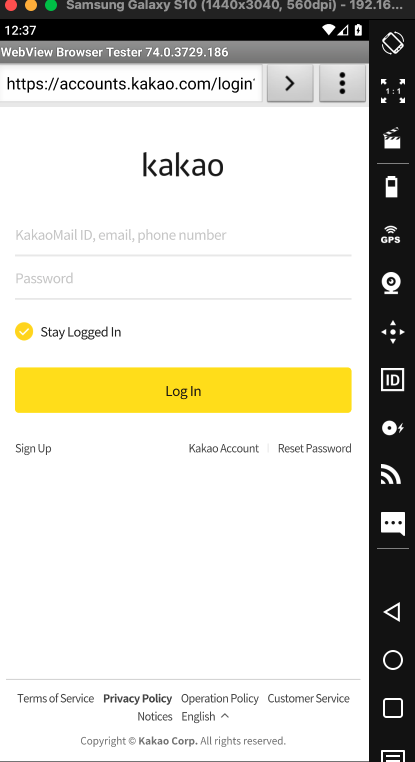 Samsung Galaxy S10 (1440x3040, 560dpi) - 192.16...
12:37
WebView Browser Tester 74.0.3729.186
https://accounts.kakao.com/login
1:1
kakao
GPS
KakaoMail ID, email, phone number
Password
Stay Logged In
ID
Log In
Sign Up Kakao Account | Reset Password
Terms of Service Privacy Policy Operation Policy Customer Service
Notices English
Copyright © Kakao Corp. All rights reserved.